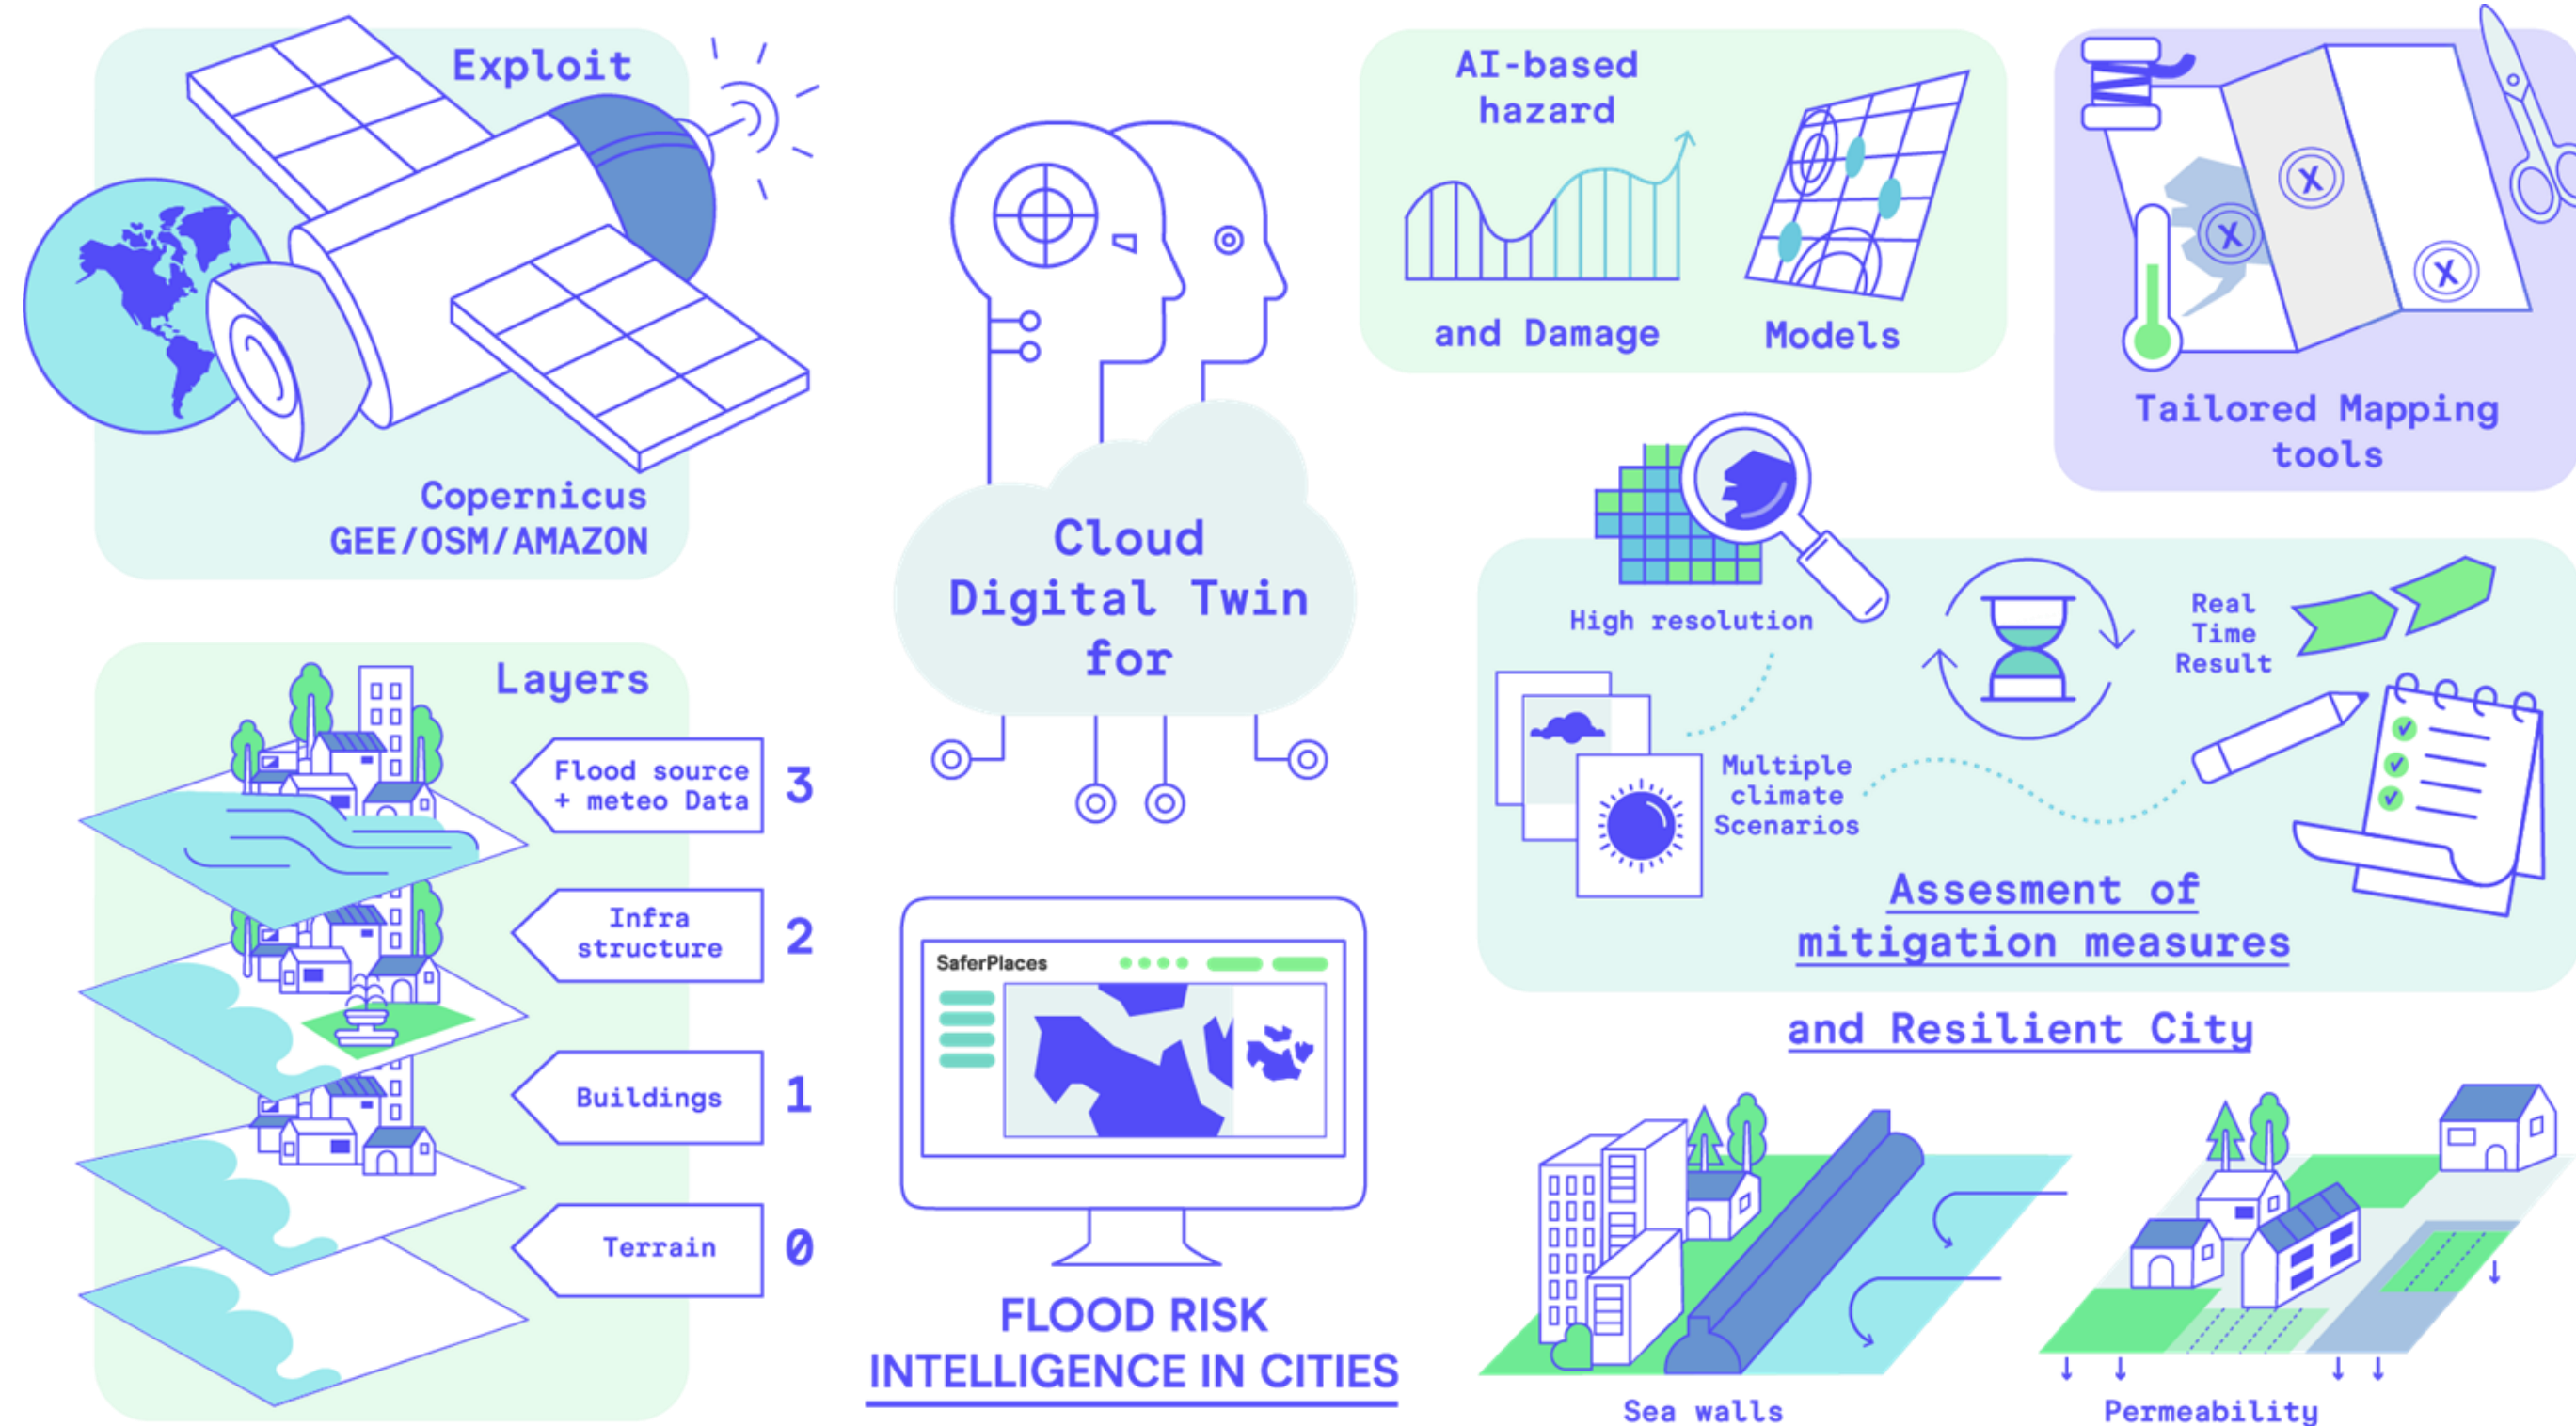 Exploit
Copernicus
GEE/OSM/AMAZON
Layers
Flood source
+ meteo Data
3
Infra
structure
2
Buildings
1
Terrain
0
Cloud
Digital Twin
for
SaferPlaces
FLOOD RISK
INTELLIGENCE IN CITIES
AI-based
hazard
and Damage
Models
X
X
X
Tailored Mapping
tools
High resolution
Real
Time
Result
Multiple
climate
Scenarios
Assesment of
mitigation measures
and Resilient City
Sea walls
Permeability